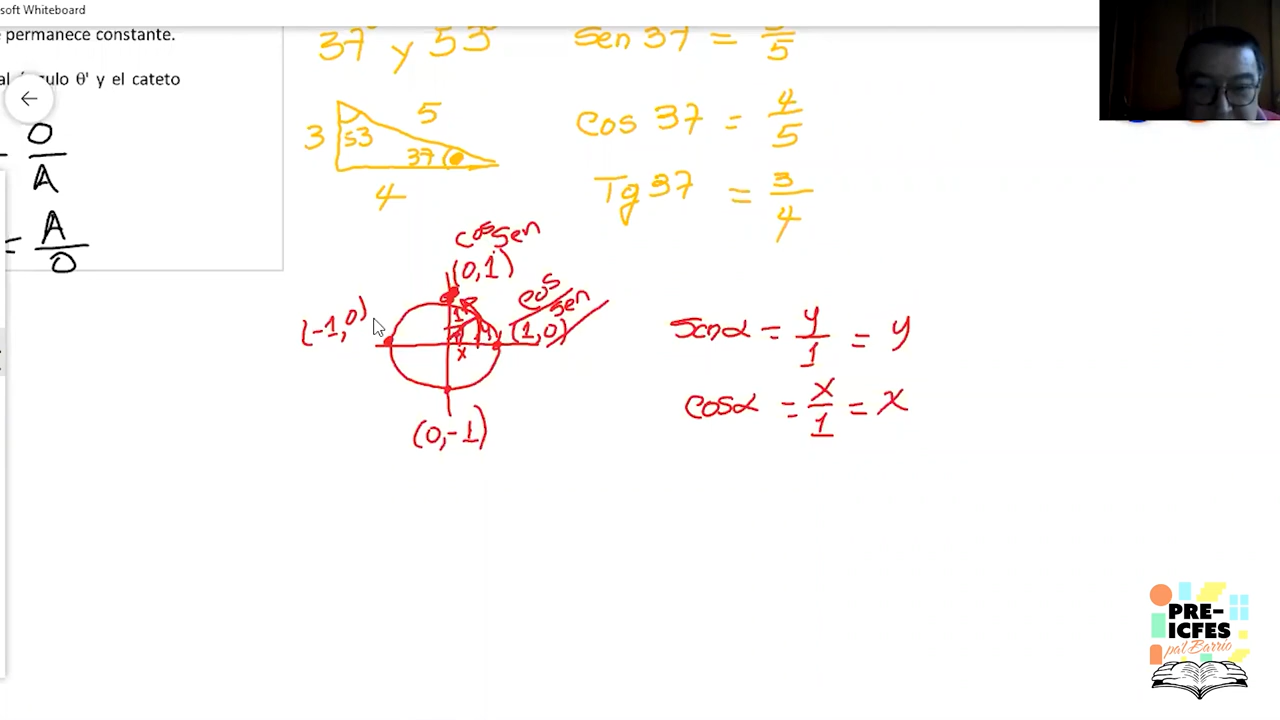 soft Whiteboard
e permanece constante.
al ángulo θ' y el cateto
O
A
= A
O
37° y 53°
3
53
5
37
4
Sen 37 = 3/5
Cos 37 = 4/5
Tg 37 = 3/4
cos sen
(0,1)
(-1,0)
cos
sen
(1,0)
1
y
x
(0,-1)
senα = y/1 = y
cosα = x/1 = x
PRE-
ICFES
pal Barrio